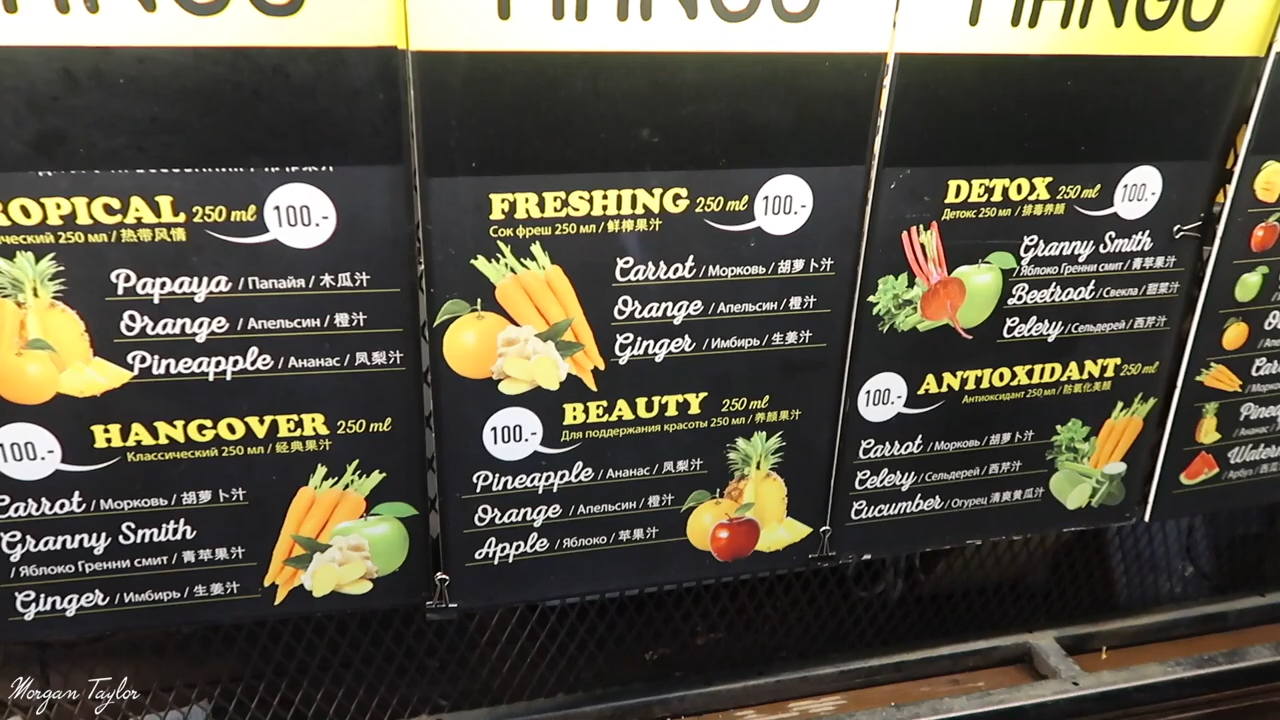 MANGO
MANGO
MANGO
ROPICAL 250 ml 100.-
ческий 250 мл / 热带风情
Papaya / Папайя / 木瓜汁
Orange / Апельсин / 橙汁
Pineapple / Ананас / 凤梨汁
100.- HANGOVER 250 ml
Классический 250 мл / 经典果汁
Carrot / Морковь / 胡萝卜汁
Granny Smith
/ Яблоко Гренни смит / 青苹果汁
Ginger / Имбирь / 生姜汁
FRESHING 250 ml 100.-
Сок фреш 250 мл / 鲜榨果汁
Carrot / Морковь / 胡萝卜汁
Orange / Апельсин / 橙汁
Ginger / Имбирь / 生姜汁
100.- BEAUTY 250 ml
Для поддержания красоты 250 мл / 养颜果汁
Pineapple / Ананас / 凤梨汁
Orange / Апельсин / 橙汁
Apple / Яблоко / 苹果汁
DETOX 250 ml 100.-
Детокс 250 мл / 排毒养颜
Granny Smith
/ Яблоко Гренни смит / 青苹果汁
Beetroot / Свекла / 甜菜汁
Celery / Сельдерей / 西芹汁
100.- ANTIOXIDANT 250 ml
Антиоксидант 250 мл / 防氧化美颜
Carrot / Морковь / 胡萝卜汁
Celery / Сельдерей / 西芹汁
Cucumber / Огурец 清爽黄瓜汁
Morgan Taylor